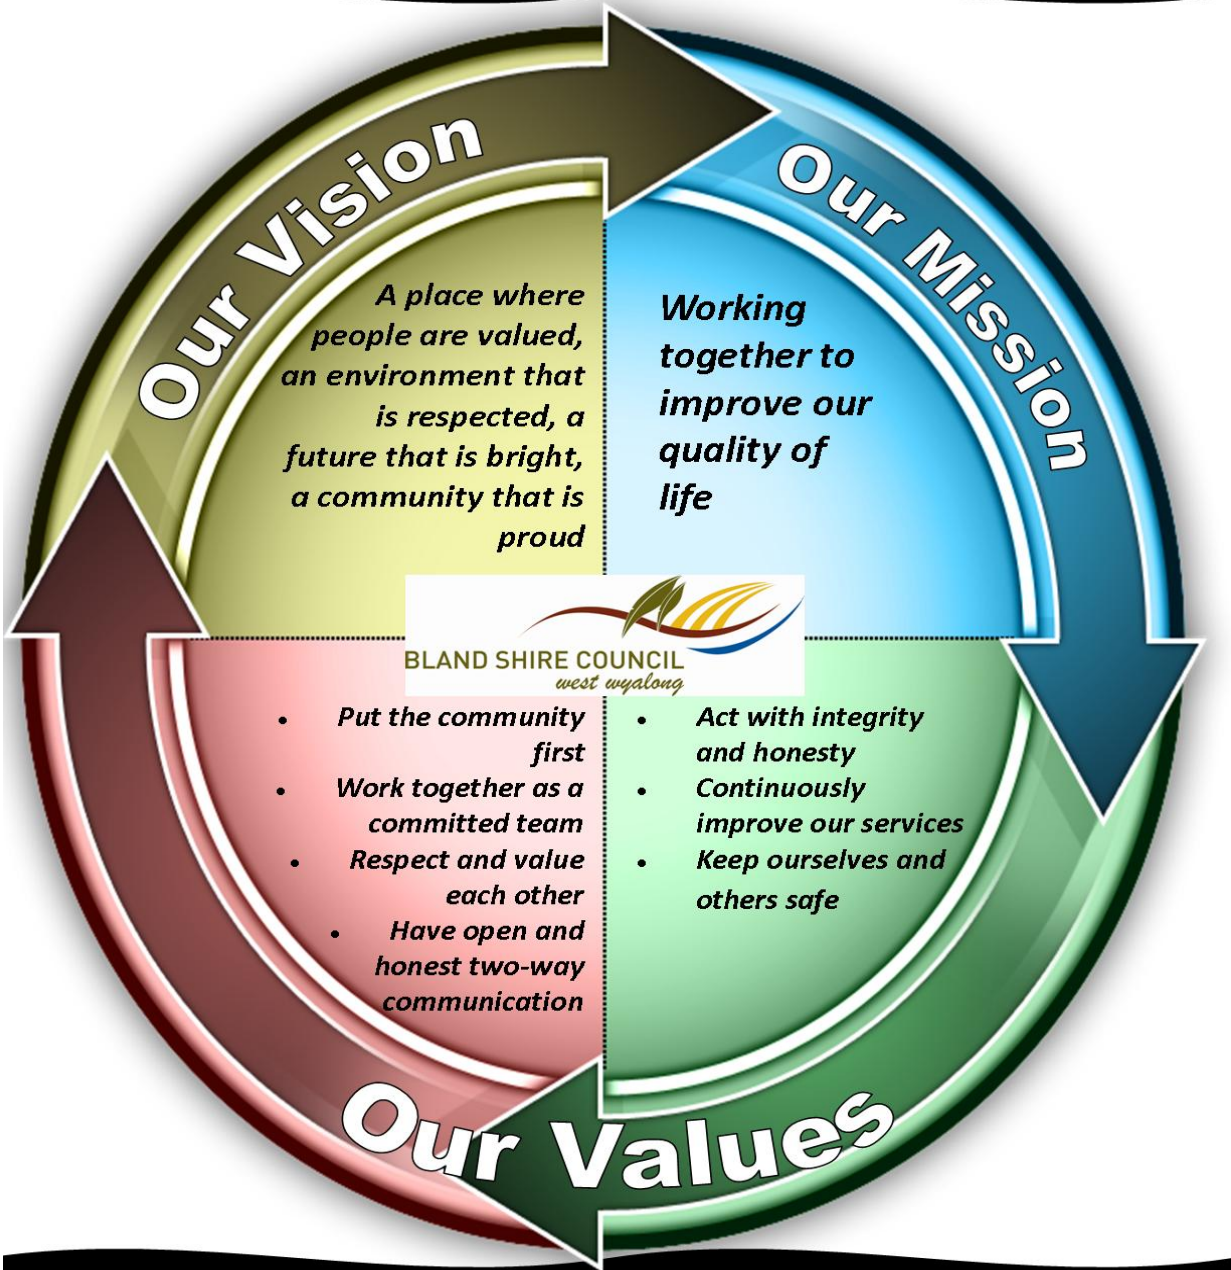 Our Vision
A place where
people are valued,
an environment that
is respected, a
future that is bright,
a community that is
proud
Our Mission
Working
together to
improve our
quality of
life
BLAND SHIRE COUNCIL
west wyalong
• Put the community
first
• Work together as a
committed team
• Respect and value
each other
• Have open and
honest two-way
communication
• Act with integrity
and honesty
• Continuously
improve our services
• Keep ourselves and
others safe
Our Values